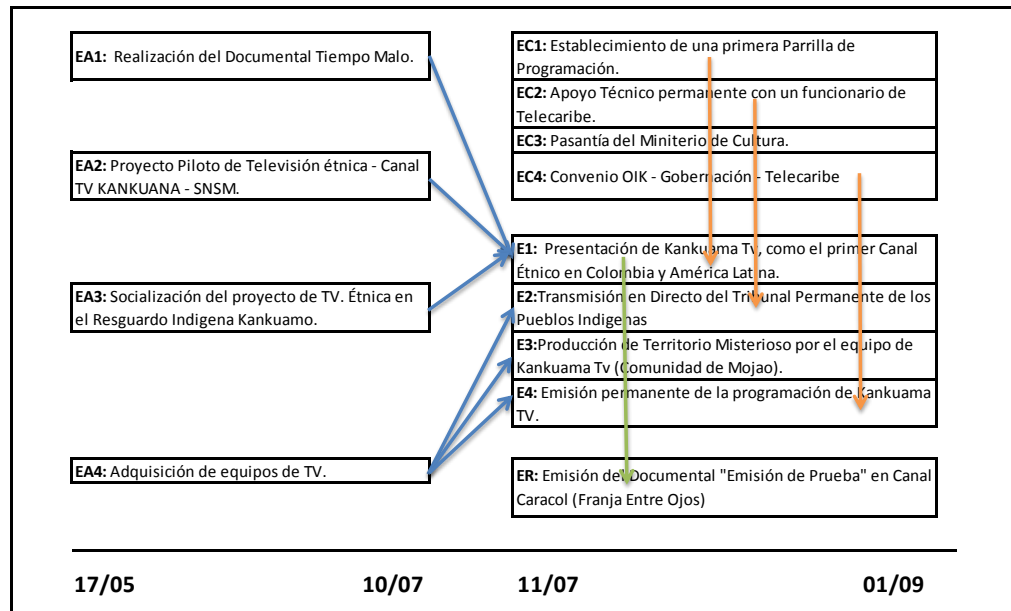 EA1: Realización del Documental Tiempo Malo.
EA2: Proyecto Piloto de Televisión étnica - Canal
TV KANKUANA - SNSM.
EA3: Socialización del proyecto de TV. Étnica en
el Resguardo Indigena Kankuamo.
EA4: Adquisición de equipos de TV.
EC1: Establecimiento de una primera Parrilla de
Programación.
EC2: Apoyo Técnico permanente con un funcionario de
Telecaribe.
EC3: Pasantía del Miniterio de Cultura.
EC4: Convenio OIK - Gobernación - Telecaribe
E1: Presentación de Kankuama Tv, como el primer Canal
Étnico en Colombia y América Latina.
E2:Transmisión en Directo del Tribunal Permanente de los
Pueblos Indigenas
E3:Producción de Territorio Misterioso por el equipo de
Kankuama Tv (Comunidad de Mojao).
E4: Emisión permanente de la programación de Kankuama
TV.
ER: Emisión del Documental "Emisión de Prueba" en Canal
Caracol (Franja Entre Ojos)
17/05 10/07 11/07 01/09